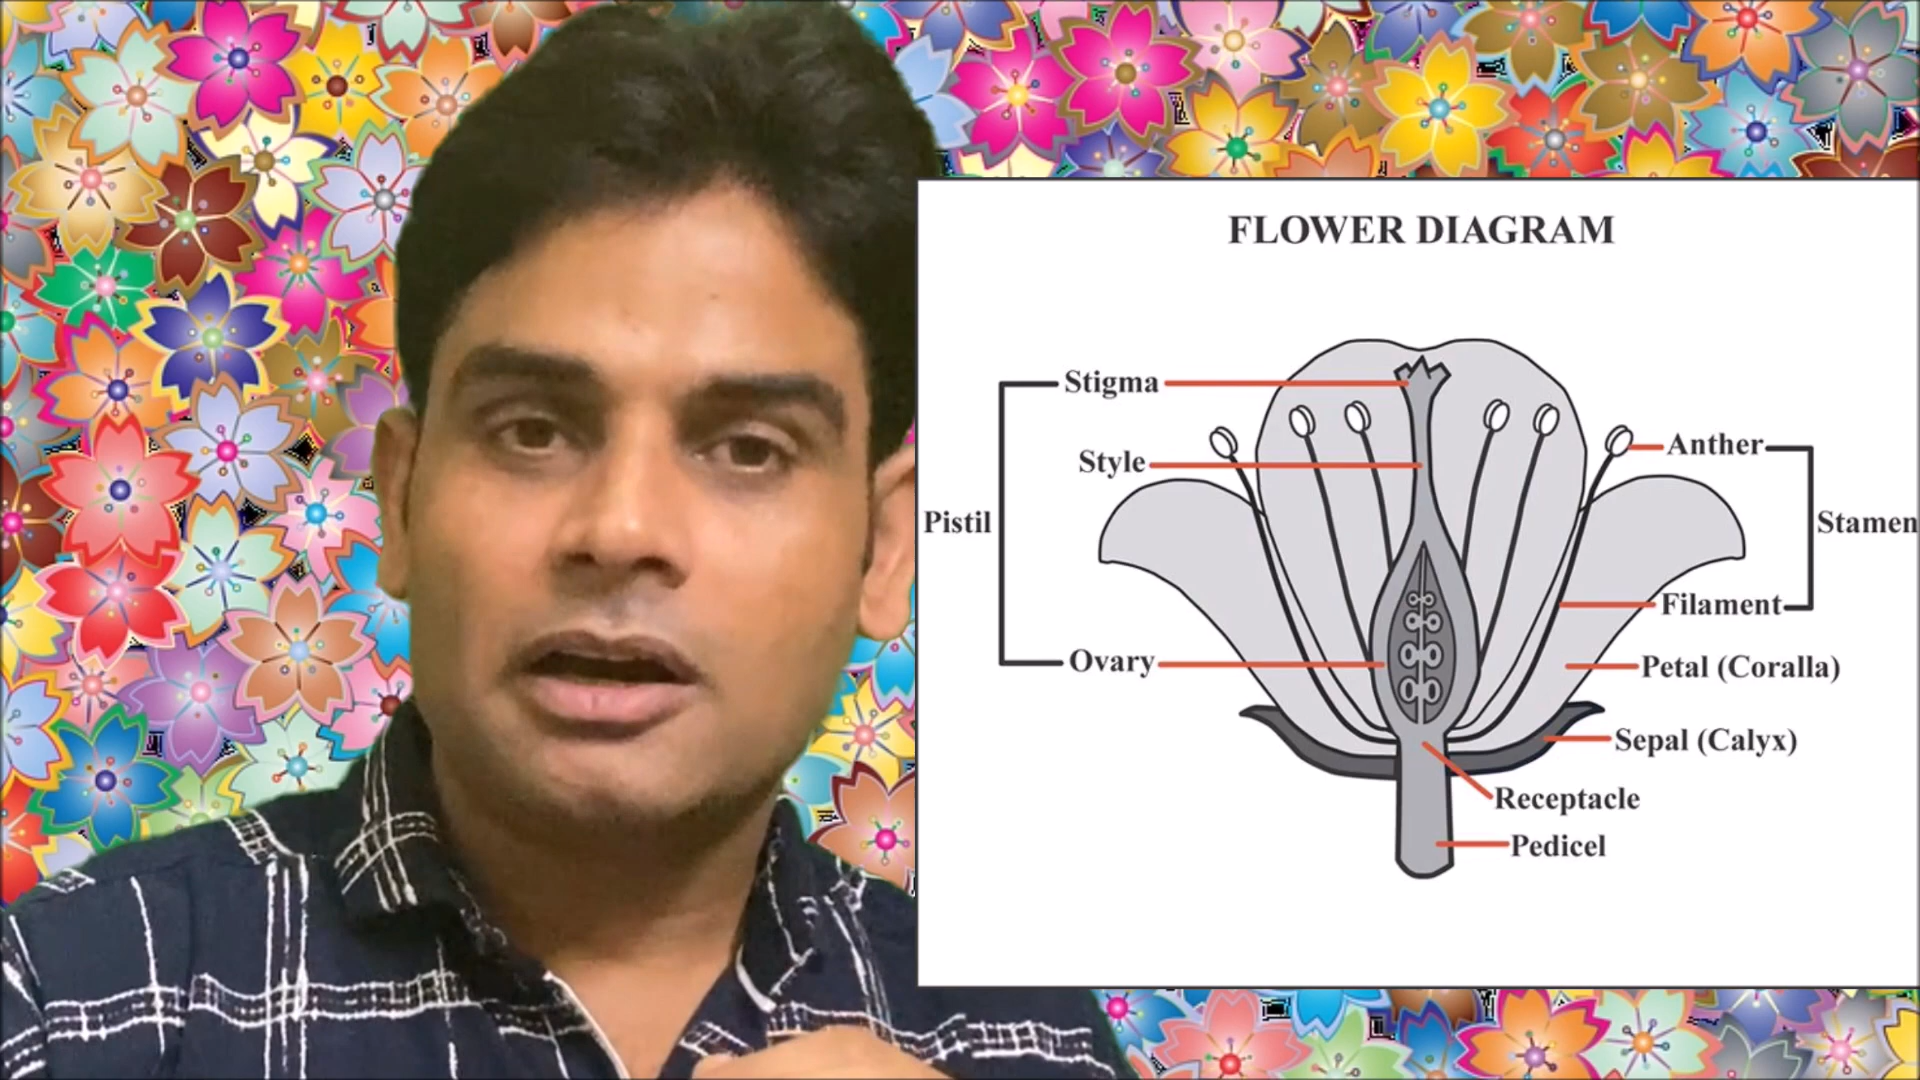 FLOWER DIAGRAM
Stigma
Anther
Style
Pistil
Stamen
Filament
Ovary
Petal (Coralla)
Sepal (Calyx)
Receptacle
Pedicel